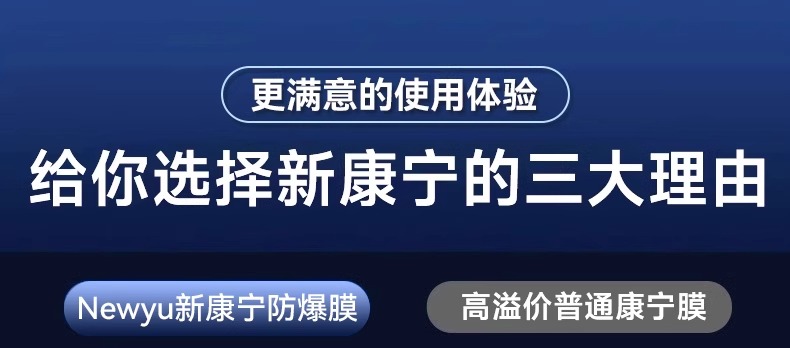 更满意的使用体验
给你选择新康宁的三大理由
Newyu新康宁防爆膜
高溢价普通康宁膜